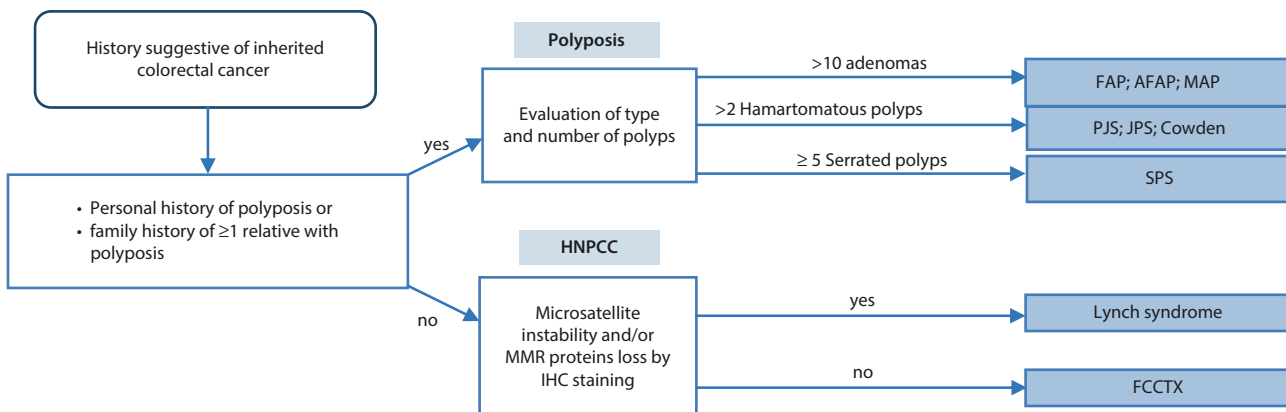 History suggestive of inherited
colorectal cancer
• Personal history of polyposis or
• family history of ≥1 relative with
polyposis
yes
no
Polyposis
Evaluation of type
and number of polyps
>10 adenomas
FAP; AFAP; MAP
>2 Hamartomatous polyps
PJS; JPS; Cowden
≥ 5 Serrated polyps
SPS
HNPCC
Microsatellite
instability and/or
MMR proteins loss by
IHC staining
yes
Lynch syndrome
no
FCCTX